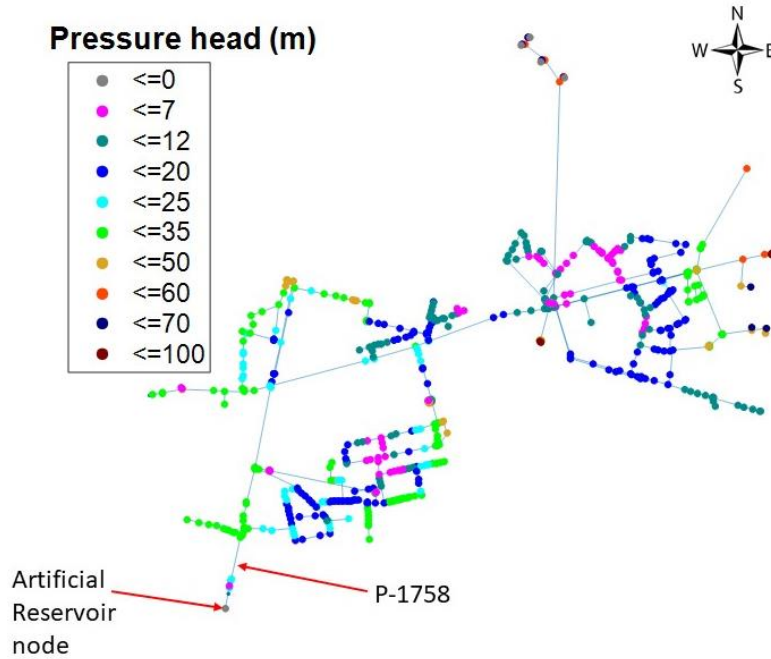 Pressure head (m)
<=0
<=7
<=12
<=20
<=25
<=35
<=50
<=60
<=70
<=100
N
W E
S
P-1758
Artificial
Reservoir
node